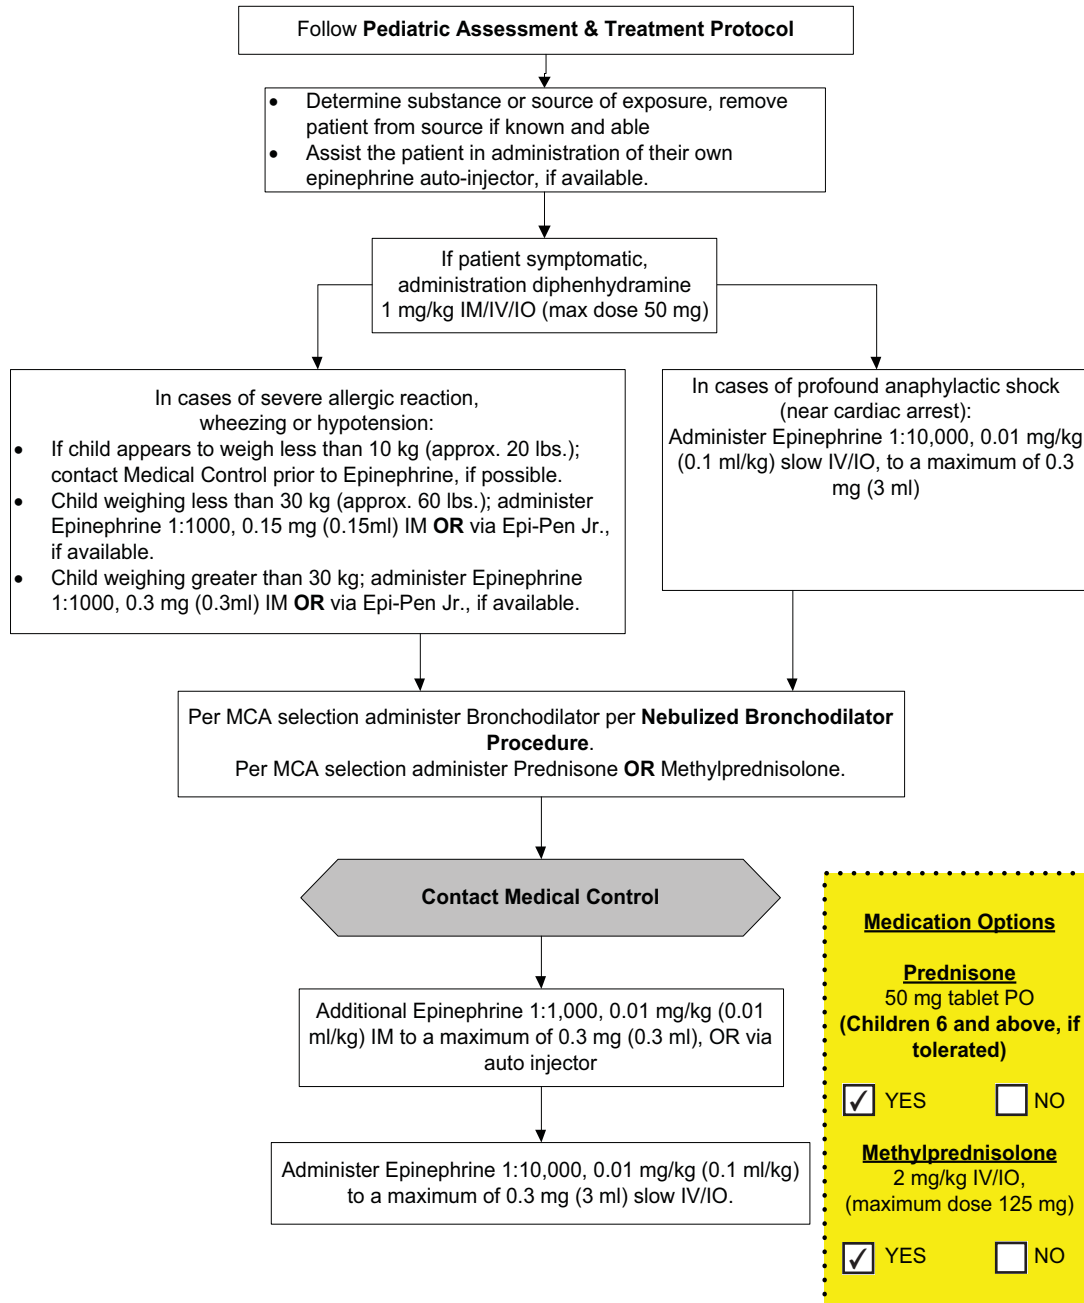 Follow Pediatric Assessment & Treatment Protocol
• Determine substance or source of exposure, remove
patient from source if known and able
• Assist the patient in administration of their own
epinephrine auto-injector, if available.
If patient symptomatic,
administration diphenhydramine
1 mg/kg IM/IV/IO (max dose 50 mg)
In cases of severe allergic reaction,
wheezing or hypotension:
• If child appears to weigh less than 10 kg (approx. 20 lbs.);
contact Medical Control prior to Epinephrine, if possible.
• Child weighing less than 30 kg (approx. 60 lbs.); administer
Epinephrine 1:1000, 0.15 mg (0.15ml) IM OR via Epi-Pen Jr.,
if available.
• Child weighing greater than 30 kg; administer Epinephrine
1:1000, 0.3 mg (0.3ml) IM OR via Epi-Pen Jr., if available.
In cases of profound anaphylactic shock
(near cardiac arrest):
Administer Epinephrine 1:10,000, 0.01 mg/kg
(0.1 ml/kg) slow IV/IO, to a maximum of 0.3
mg (3 ml)
Per MCA selection administer Bronchodilator per Nebulized Bronchodilator
Procedure.
Per MCA selection administer Prednisone OR Methylprednisolone.
Contact Medical Control
Additional Epinephrine 1:1,000, 0.01 mg/kg (0.01
ml/kg) IM to a maximum of 0.3 mg (0.3 ml), OR via
auto injector
Administer Epinephrine 1:10,000, 0.01 mg/kg (0.1 ml/kg)
to a maximum of 0.3 mg (3 ml) slow IV/IO.
Medication Options
Prednisone
50 mg tablet PO
(Children 6 and above, if
tolerated)
✓ YES NO
Methylprednisolone
2 mg/kg IV/IO,
(maximum dose 125 mg)
✓ YES NO